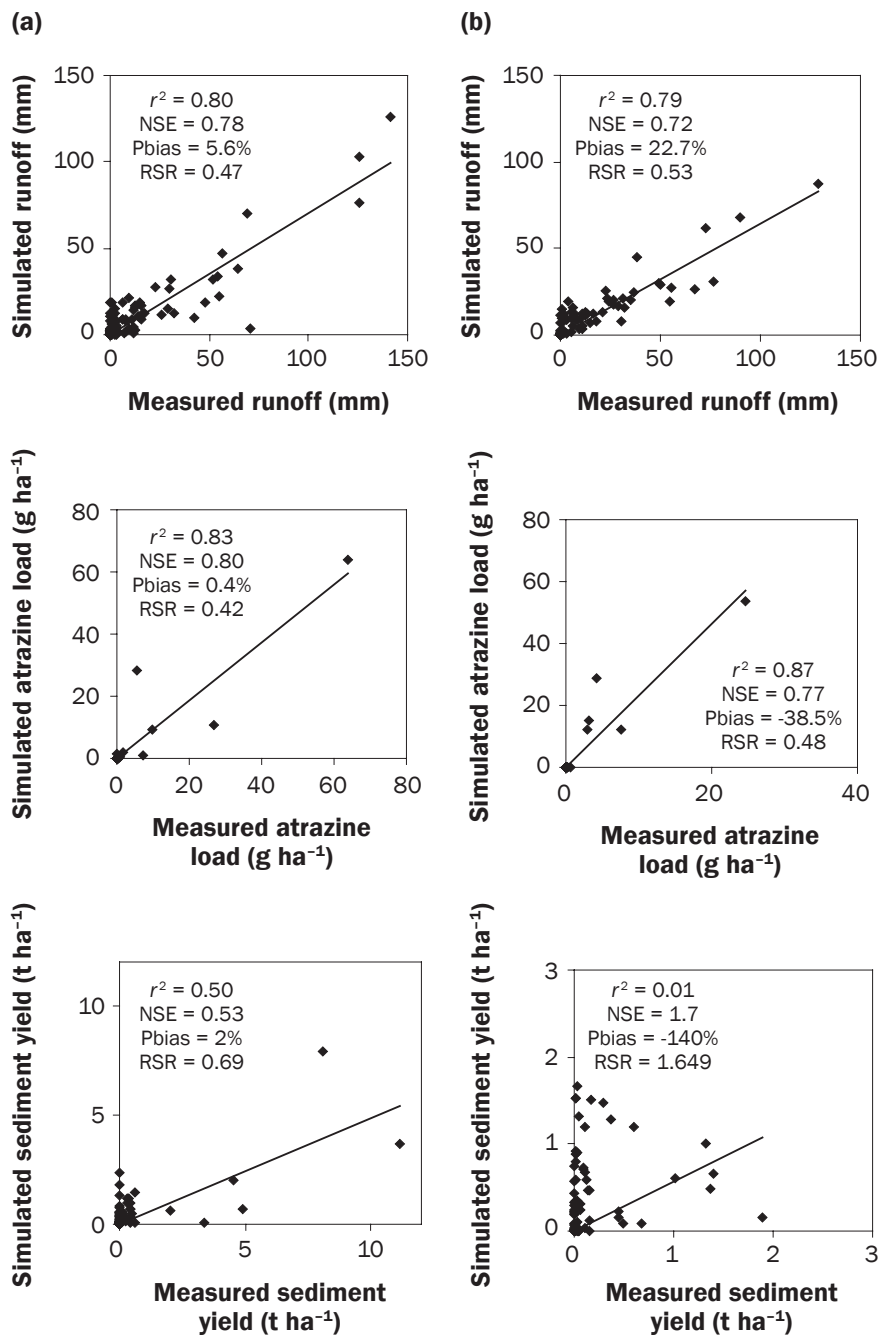 (a)
Simulated runoff (mm)
150
100
50
0
r² = 0.80
NSE = 0.78
Pbias = 5.6%
RSR = 0.47
0 50 100 150
Measured runoff (mm)
(b)
Simulated runoff (mm)
150
100
50
0
r² = 0.79
NSE = 0.72
Pbias = 22.7%
RSR = 0.53
0 50 100 150
Measured runoff (mm)
Simulated atrazine load (g ha⁻¹)
80
60
40
20
0
r² = 0.83
NSE = 0.80
Pbias = 0.4%
RSR = 0.42
0 20 40 60 80
Measured atrazine
load (g ha⁻¹)
Simulated atrazine load (g ha⁻¹)
80
60
40
20
0
r² = 0.87
NSE = 0.77
Pbias = -38.5%
RSR = 0.48
0 20 40
Measured atrazine
load (g ha⁻¹)
Simulated sediment yield (t ha⁻¹)
10
5
0
r² = 0.50
NSE = 0.53
Pbias = 2%
RSR = 0.69
0 5 10
Measured sediment
yield (t ha⁻¹)
Simulated sediment yield (t ha⁻¹)
3
2
1
0
r² = 0.01
NSE = 1.7
Pbias = -140%
RSR = 1.649
0 1 2 3
Measured sediment
yield (t ha⁻¹)